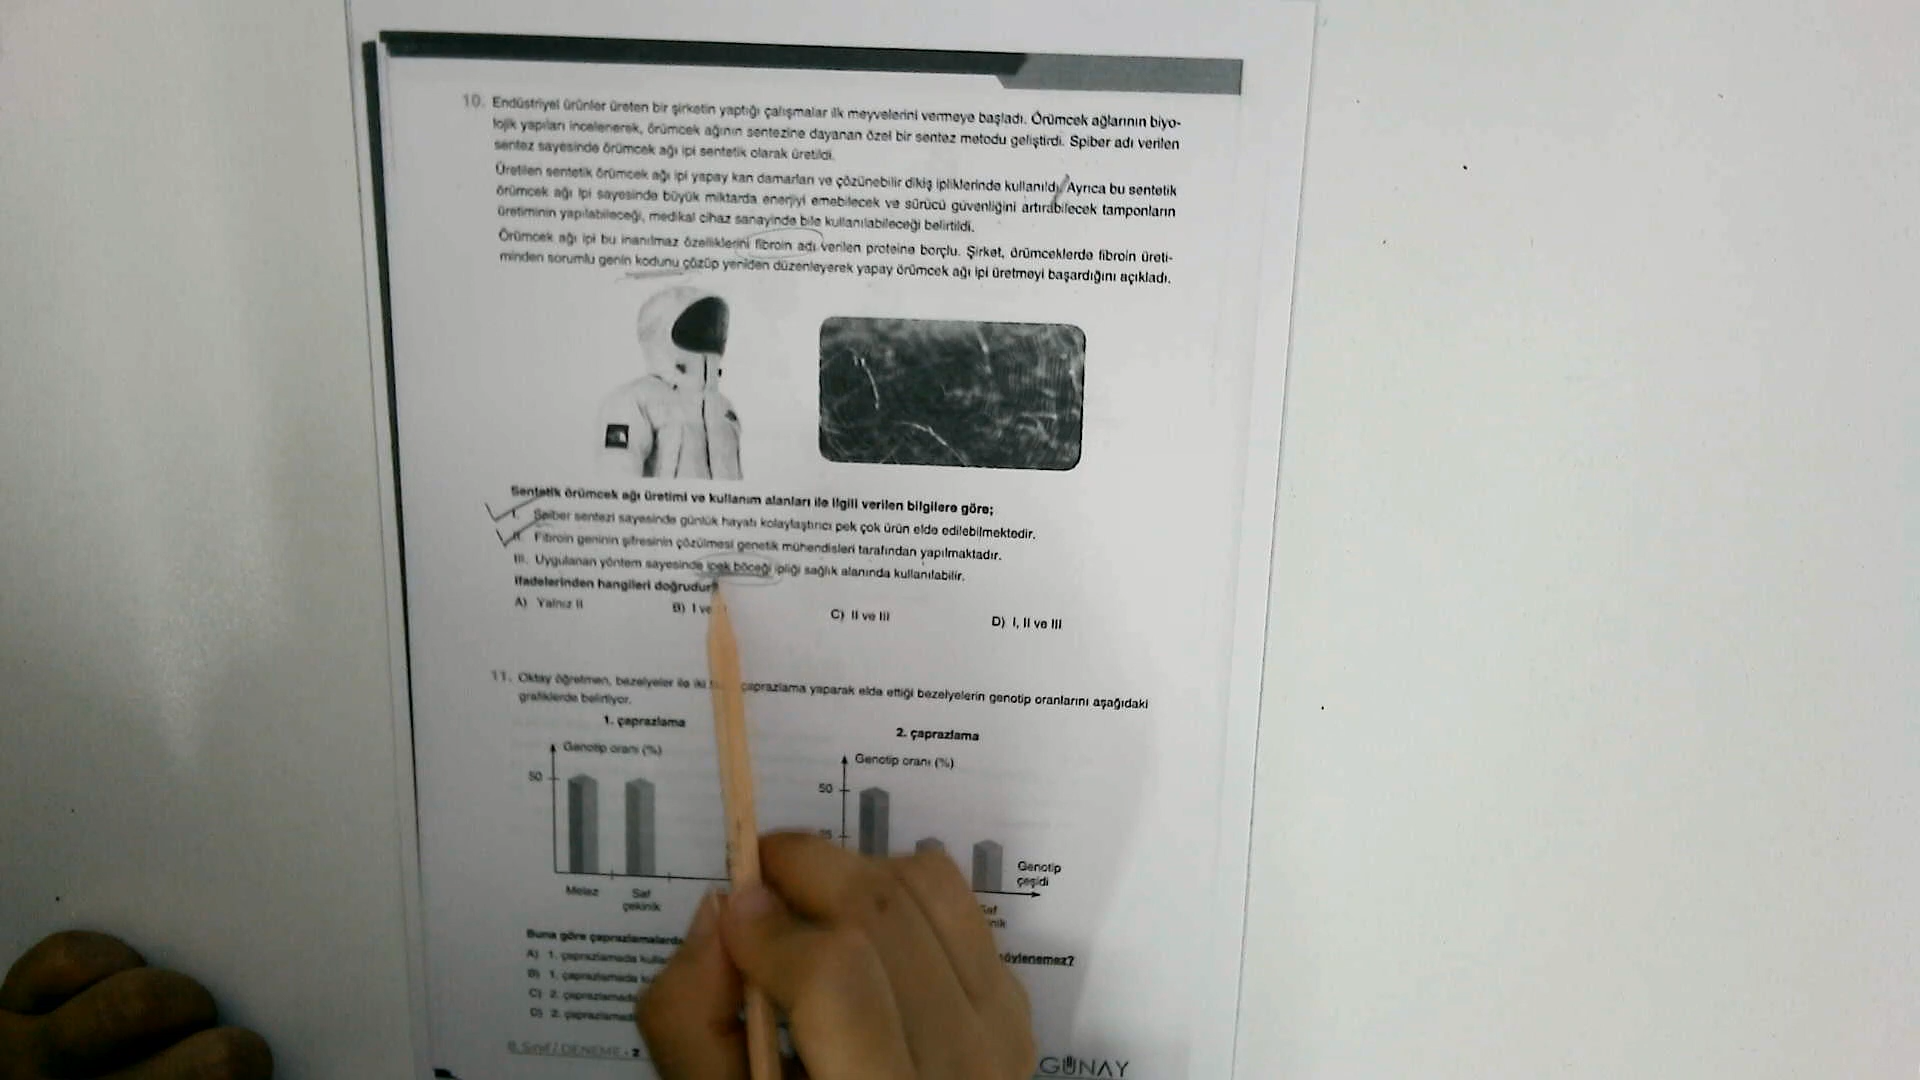 10. Endüstriyel ürünler üreten bir şirketin yaptığı çalışmalar ilk meyvelerini vermeye başladı. Örümcek ağlarının biyo-
lojik yapıları incelenerek, örümcek ağının sentezine dayanan özel bir sentez metodu geliştirdi. Spiber adı verilen
sentez sayesinde örümcek ağı ipi sentetik olarak üretildi.
Üretilen sentetik örümcek ağı ipi yapay kan damarları ve çözünebilir dikiş ipliklerinde kullanıldı. Ayrıca bu sentetik
örümcek ağı ipi sayesinde büyük miktarda enerjiyi emebilecek ve sürücü güvenliğini artırabilecek tamponların
üretiminin yapılabileceği, medikal cihaz sanayinde bile kullanılabileceği belirtildi.
Örümcek ağı ipi bu inanılmaz özelliklerini fibroin adı verilen proteine borçlu. Şirket, örümceklerde fibroin üreti-
minden sorumlu genin kodunu çözüp yeniden düzenleyerek yapay örümcek ağı ipi üretmeyi başardığını açıkladı.
Sentetik örümcek ağı üretimi ve kullanım alanları ile ilgili verilen bilgilere göre;
I. Spiber sentezi sayesinde günlük hayatı kolaylaştırıcı pek çok ürün elde edilebilmektedir.
II. Fibroin geninin şifresinin çözülmesi genetik mühendisleri tarafından yapılmaktadır.
III. Uygulanan yöntem sayesinde ipek böceği ipliği sağlık alanında kullanılabilir.
ifadelerinden hangileri doğrudur?
A) Yalnız II B) I ve C) II ve III D) I, II ve III
11. Oktay öğretmen, bezelyeler ile iki çaprazlama yaparak elde ettiği bezelyelerin genotip oranlarını aşağıdaki
grafiklerde belirtiyor.
1. çaprazlama
Genotip oranı (%)
50
Melez Saf
çekinik
2. çaprazlama
Genotip oranı (%)
50
25
Genotip
çeşidi
Saf
Buna göre çaprazlamalarda söylenemez?
A) 1. çaprazlamada
B) 1. çaprazlamada
C) 2. çaprazlamada
D) 2. çaprazlamada
8. Sınıf / DENEME - 2
GÜNAY